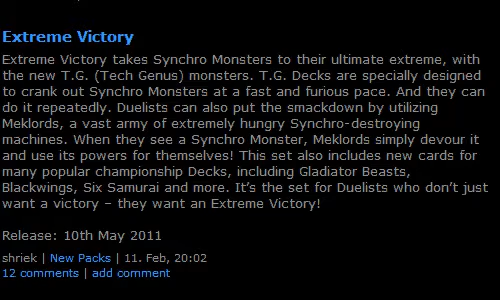 Extreme Victory
Extreme Victory takes Synchro Monsters to their ultimate extreme, with
the new T.G. (Tech Genus) monsters. T.G. Decks are specially designed
to crank out Synchro Monsters at a fast and furious pace. And they can
do it repeatedly. Duelists can also put the smackdown by utilizing
Meklords, a vast army of extremely hungry Synchro-destroying
machines. When they see a Synchro Monster, Meklords simply devour it
and use its powers for themselves! This set also includes new cards for
many popular championship Decks, including Gladiator Beasts,
Blackwings, Six Samurai and more. It’s the set for Duelists who don’t just
want a victory – they want an Extreme Victory!
Release: 10th May 2011
shriek | New Packs | 11. Feb, 20:02
12 comments | add comment